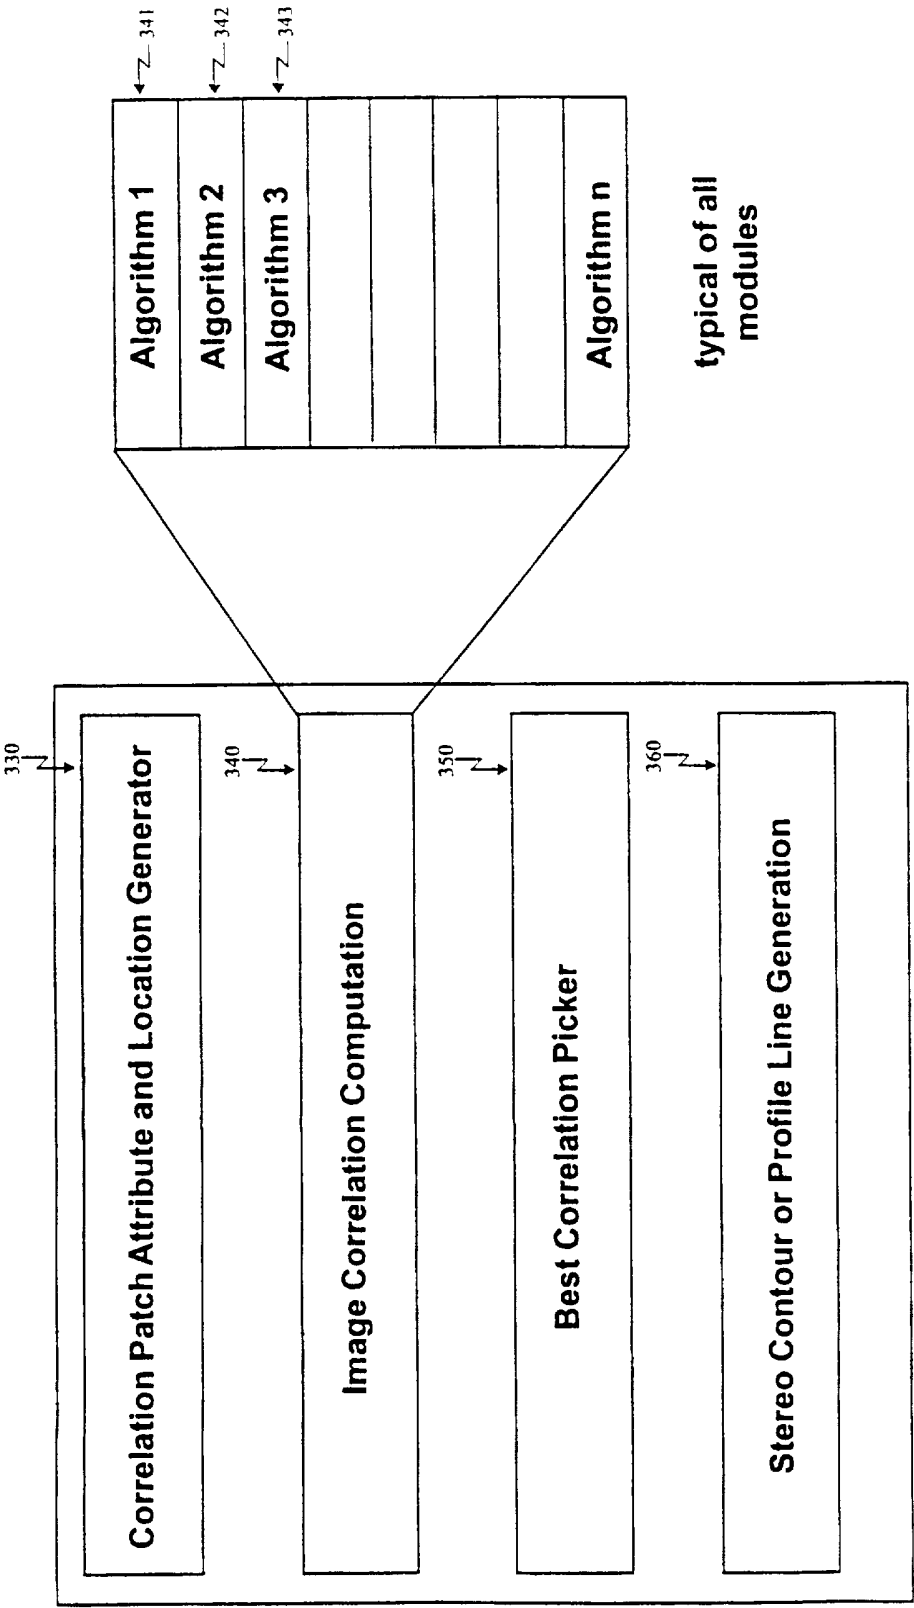 330
Correlation Patch Attribute and Location Generator
340
Image Correlation Computation
350
Best Correlation Picker
360
Stereo Contour or Profile Line Generation
Algorithm 1
341
Algorithm 2
342
Algorithm 3
343
Algorithm n
typical of all
modules